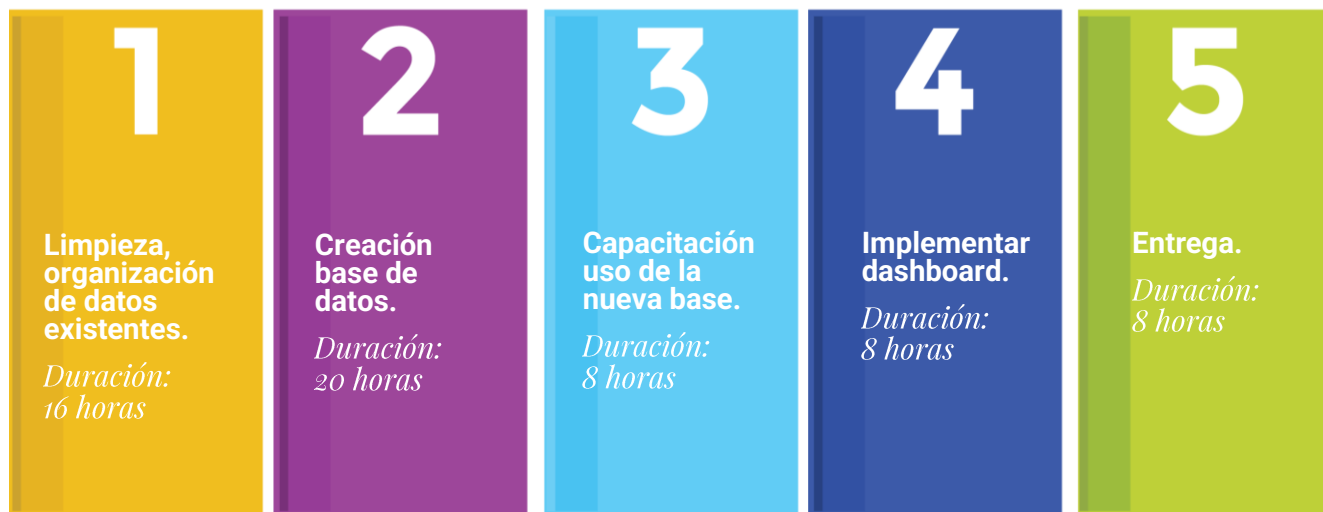 1
Limpieza,
organización
de datos
existentes.
Duración:
16 horas
2
Creación
base de
datos.
Duración:
20 horas
3
Capacitación
uso de la
nueva base.
Duración:
8 horas
4
Implementar
dashboard.
Duración:
8 horas
5
Entrega.
Duración:
8 horas